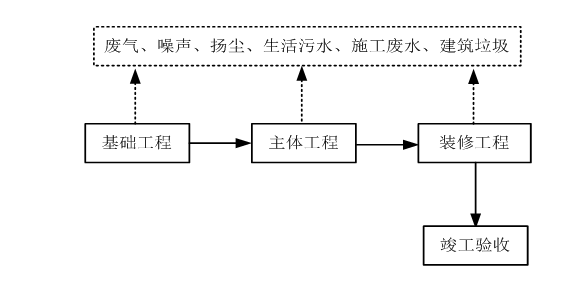 废气、噪声、扬尘、生活污水、施工废水、建筑垃圾
基础工程
主体工程
装修工程
竣工验收